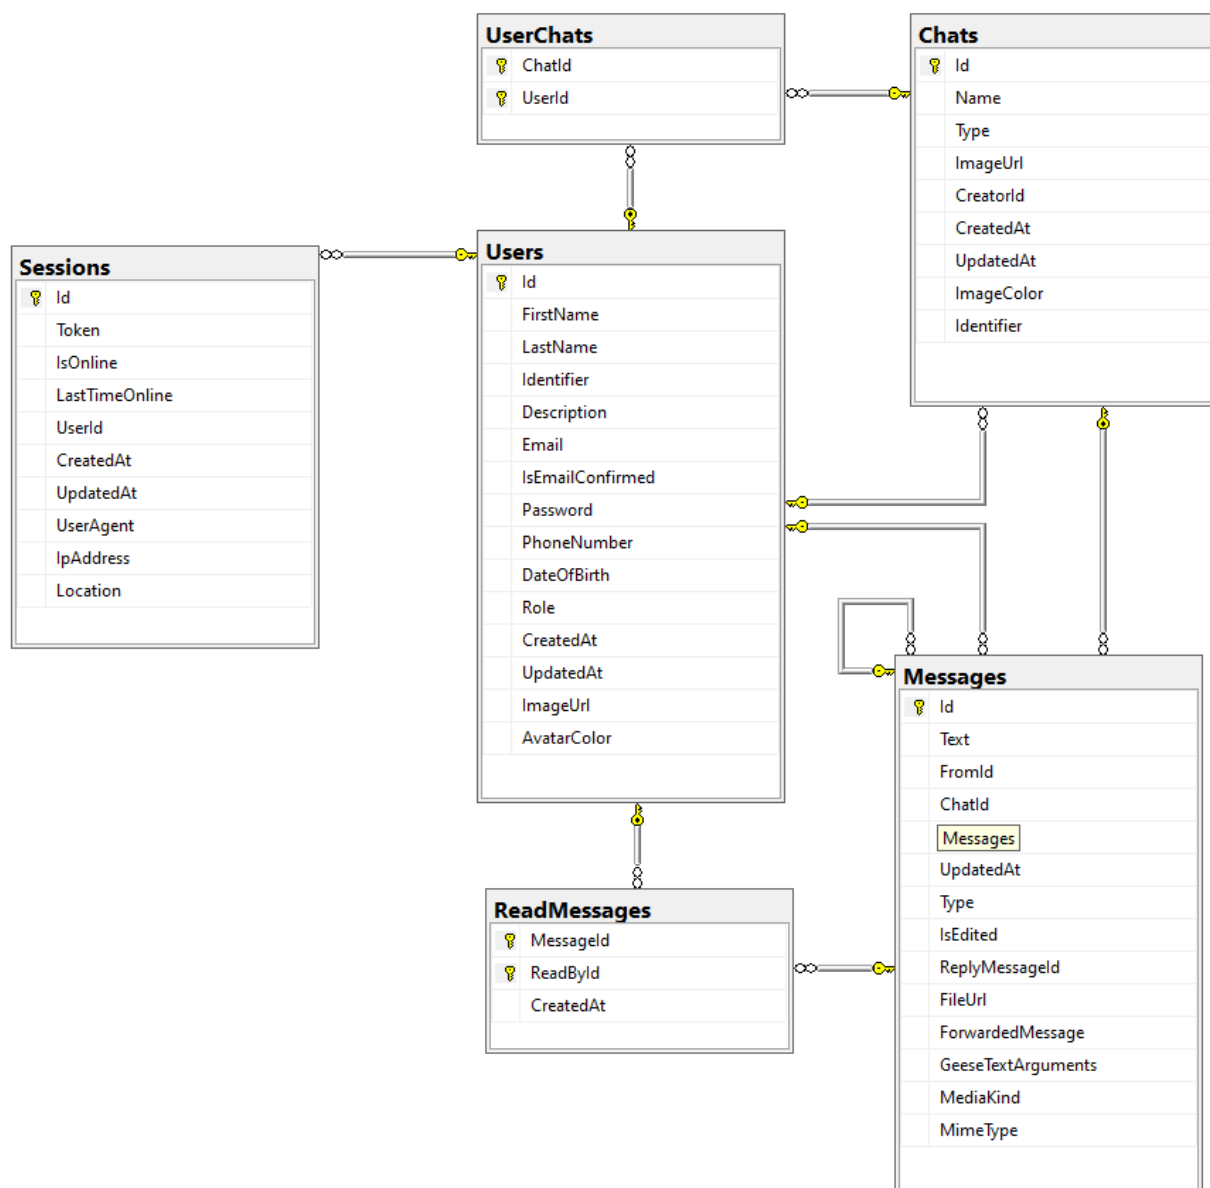 UserChats
ChatId
UserId
Chats
Id
Name
Type
ImageUrl
CreatorId
CreatedAt
UpdatedAt
ImageColor
Identifier
Sessions
Id
Token
IsOnline
LastTimeOnline
UserId
CreatedAt
UpdatedAt
UserAgent
IpAddress
Location
Users
Id
FirstName
LastName
Identifier
Description
Email
IsEmailConfirmed
Password
PhoneNumber
DateOfBirth
Role
CreatedAt
UpdatedAt
ImageUrl
AvatarColor
Messages
Id
Text
FromId
ChatId
Messages
UpdatedAt
Type
IsEdited
ReplyMessageId
FileUrl
ForwardedMessage
GeeseTextArguments
MediaKind
MimeType
ReadMessages
MessageId
ReadById
CreatedAt